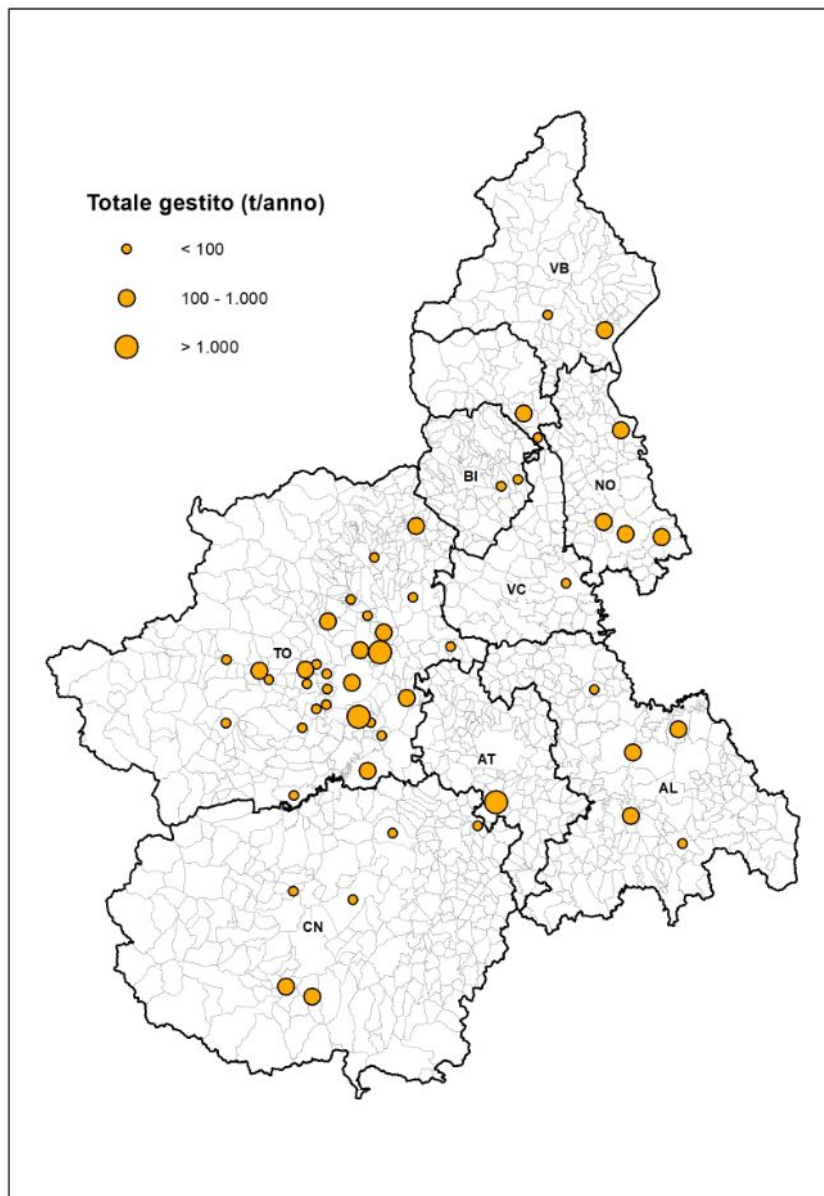 Totale gestito (t/anno)
< 100
100 - 1.000
> 1.000
VB
BI
NO
VC
TO
AT
AL
CN